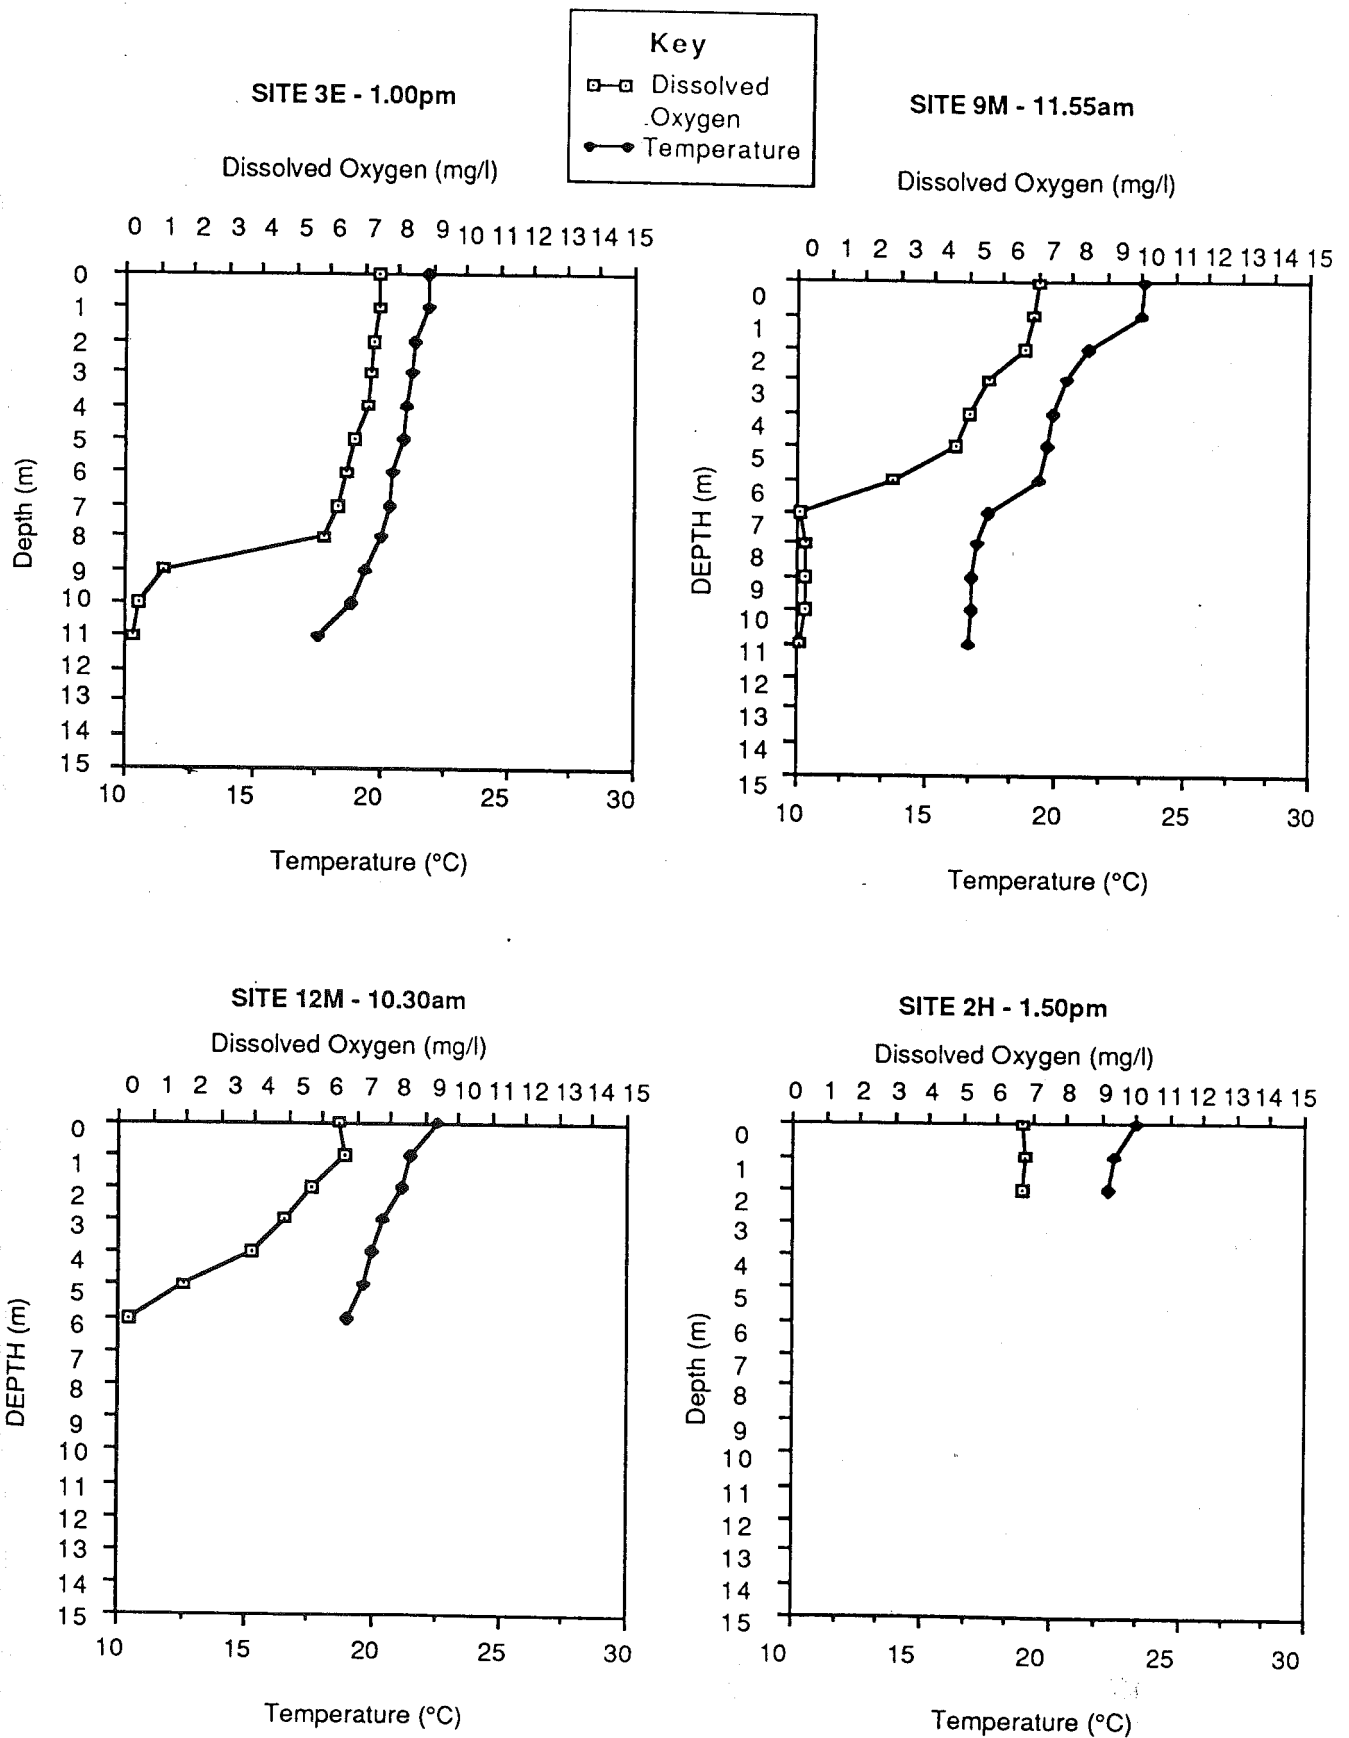 Key
Dissolved
Oxygen
Temperature
SITE 3E - 1.00pm
Dissolved Oxygen (mg/l)
0 1 2 3 4 5 6 7 8 9 10 11 12 13 14 15
0
1
2
3
4
5
6
7
8
9
10
11
12
13
14
15
Depth (m)
10 15 20 25 30
Temperature (°C)
SITE 9M - 11.55am
Dissolved Oxygen (mg/l)
0 1 2 3 4 5 6 7 8 9 10 11 12 13 14 15
0
1
2
3
4
5
6
7
8
9
10
11
12
13
14
15
DEPTH (m)
10 15 20 25 30
Temperature (°C)
SITE 12M - 10.30am
Dissolved Oxygen (mg/l)
0 1 2 3 4 5 6 7 8 9 10 11 12 13 14 15
0
1
2
3
4
5
6
7
8
9
10
11
12
13
14
15
DEPTH (m)
10 15 20 25 30
Temperature (°C)
SITE 2H - 1.50pm
Dissolved Oxygen (mg/l)
0 1 2 3 4 5 6 7 8 9 10 11 12 13 14 15
0
1
2
3
4
5
6
7
8
9
10
11
12
13
14
15
Depth (m)
10 15 20 25 30
Temperature (°C)